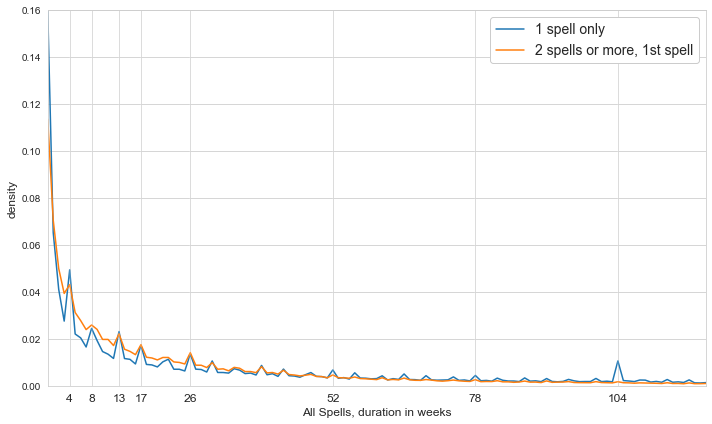 0.16
0.14
0.12
0.10
0.08
0.06
0.04
0.02
0.00
density
1 spell only
2 spells or more, 1st spell
4 8 13 17 26 52 78 104
All Spells, duration in weeks